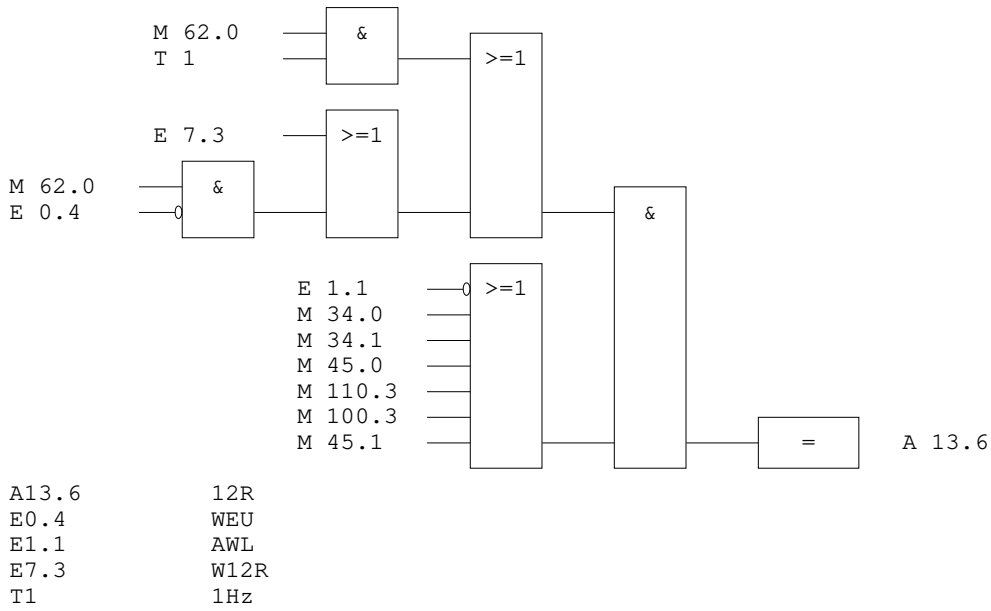 M 62.0 &
T 1 >=1
E 7.3 >=1
M 62.0 &
E 0.4 &
E 1.1 >=1
M 34.0
M 34.1
M 45.0
M 110.3
M 100.3
M 45.1 = A 13.6
A13.6 12R
E0.4 WEU
E1.1 AWL
E7.3 W12R
T1 1Hz